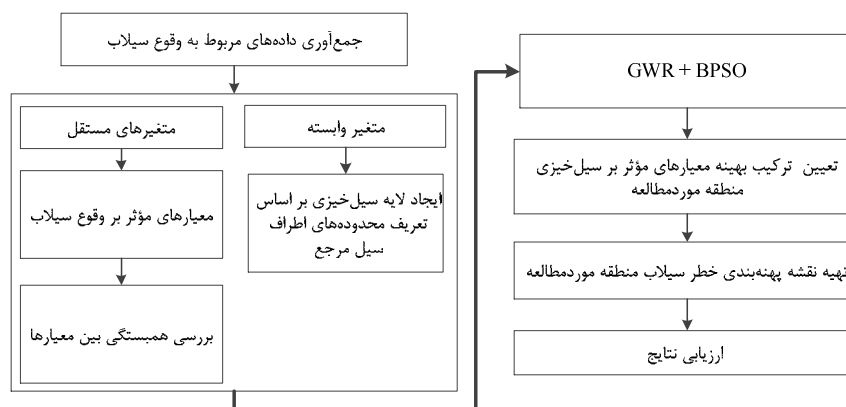 جمع‌آوری داده‌های مربوط به وقوع سیلاب
متغیر وابسته
ایجاد لایه سیل‌خیزی بر اساس
تعریف محدوده‌های اطراف
سیل مرجع
متغیرهای مستقل
معیارهای مؤثر بر وقوع سیلاب
بررسی همبستگی بین معیارها
GWR + BPSO
تعیین ترکیب بهینه معیارهای مؤثر بر سیل‌خیزی
منطقه موردمطالعه
تهیه نقشه پهنه‌بندی خطر سیلاب منطقه موردمطالعه
ارزیابی نتایج